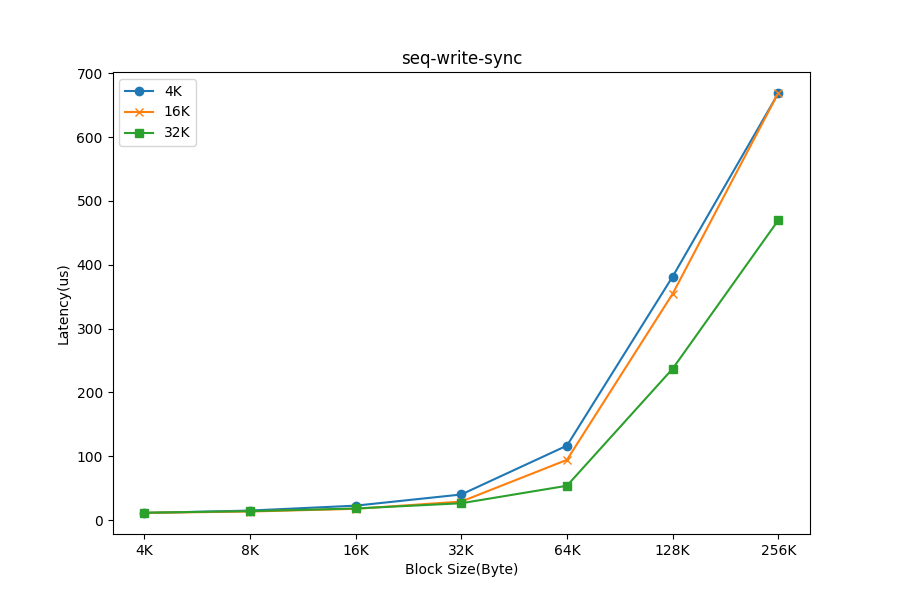 seq-write-sync
4K
16K
32K
700
600
500
400
300
200
100
0
Latency(us)
4K 8K 16K 32K 64K 128K 256K
Block Size(Byte)